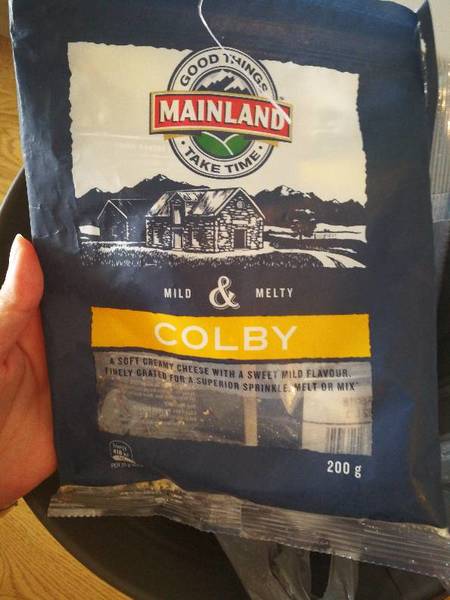 GOOD THINGS
MAINLAND
TAKE TIME
MILD & MELTY
COLBY
A SOFT CREAMY CHEESE WITH A SWEET MILD FLAVOUR.
FINELY GRATED FOR A SUPERIOR SPRINKLE, MELT OR MIX
200 g